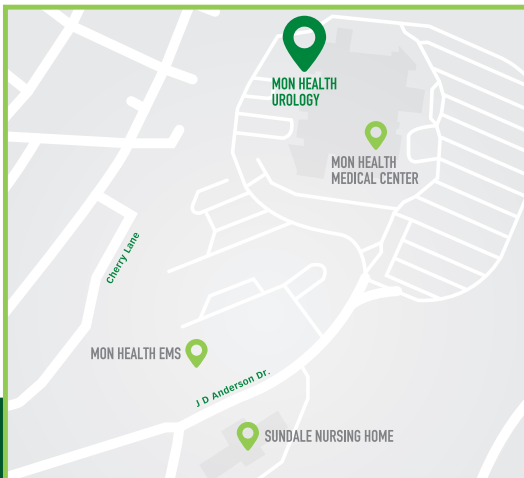 MON HEALTH
UROLOGY
MON HEALTH
MEDICAL CENTER
Cherry Lane
MON HEALTH EMS
J D Anderson Dr.
SUNDALE NURSING HOME